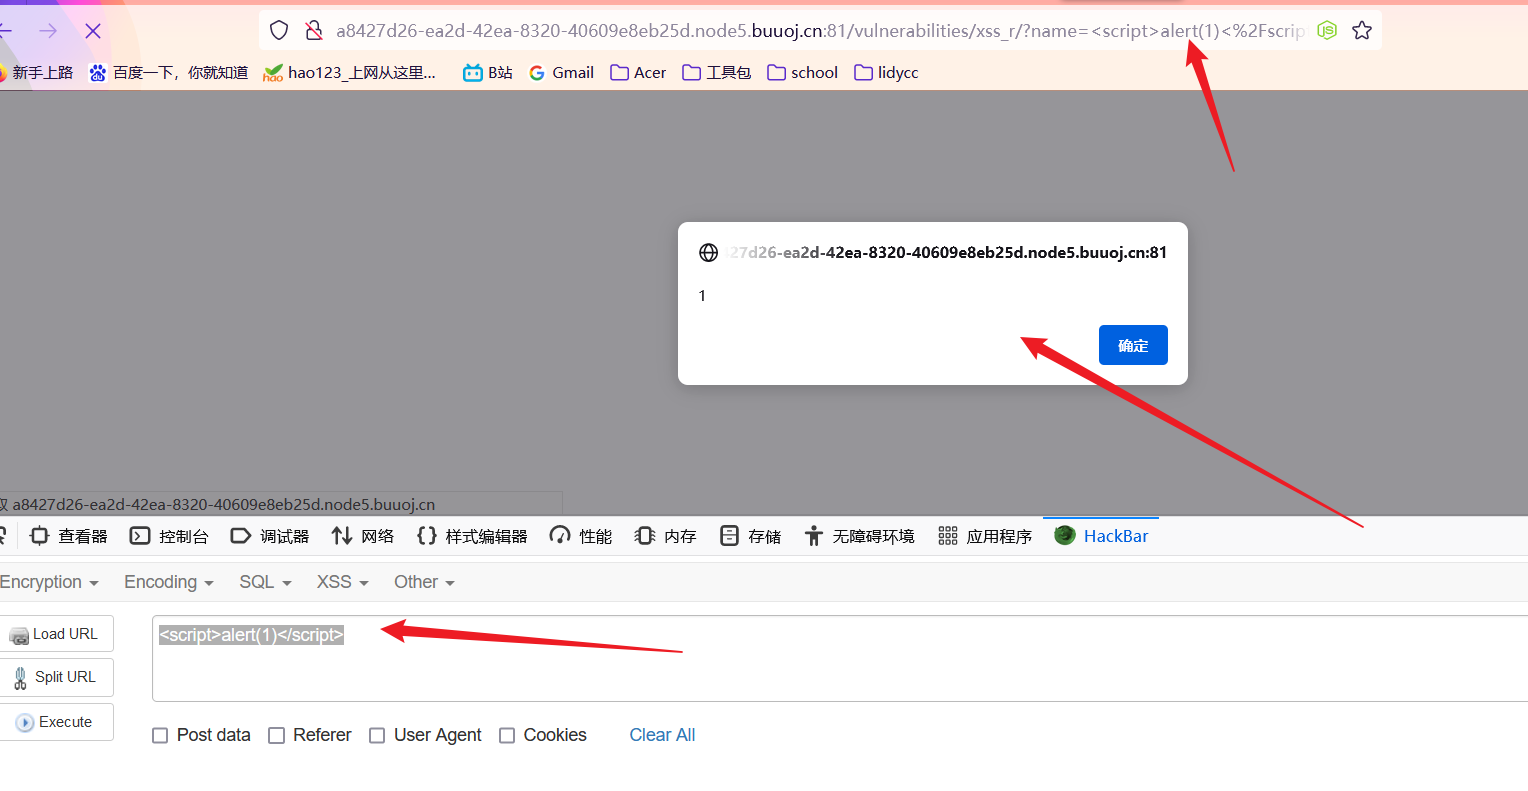 a8427d26-ea2d-42ea-8320-40609e8eb25d.node5.buuoj.cn:81/vulnerabilities/xss_r/?name=<script>alert(1)<%2Fscrip
新手上路 百度一下，你就知道 hao123_上网从这里... B站 Gmail Acer 工具包 school lidycc
27d26-ea2d-42ea-8320-40609e8eb25d.node5.buuoj.cn:81
1
确定
a8427d26-ea2d-42ea-8320-40609e8eb25d.node5.buuoj.cn
查看器 控制台 调试器 网络 样式编辑器 性能 内存 存储 无障碍环境 应用程序 HackBar
Encryption Encoding SQL XSS Other
Load URL
<script>alert(1)</script>
Split URL
Execute
Post data Referer User Agent Cookies Clear All